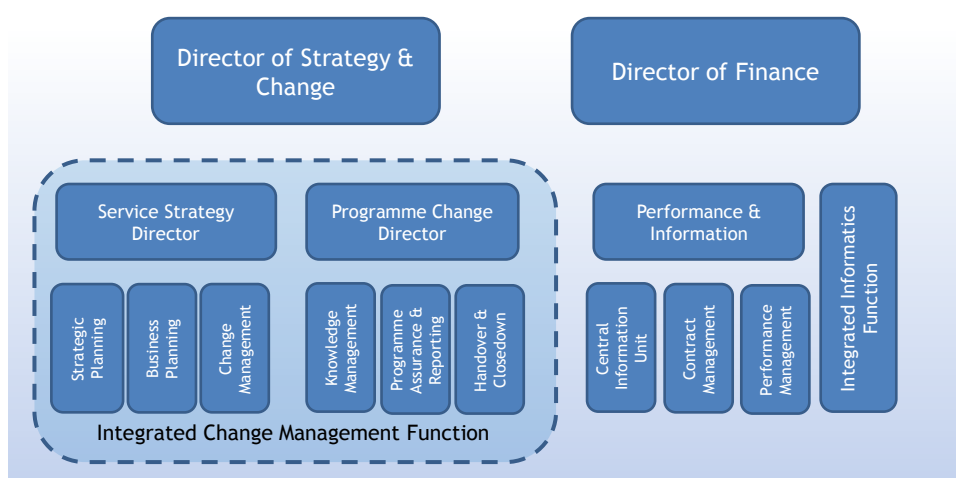 Director of Strategy &
Change
Director of Finance
Service Strategy
Director
Programme Change
Director
Performance &
Information
Integrated Informatics
Function
Strategic
Planning
Business
Planning
Change
Management
Knowledge
Management
Programme
Assurance &
Reporting
Handover &
Closedown
Central
Information
Unit
Contract
Management
Performance
Management
Integrated Change Management Function